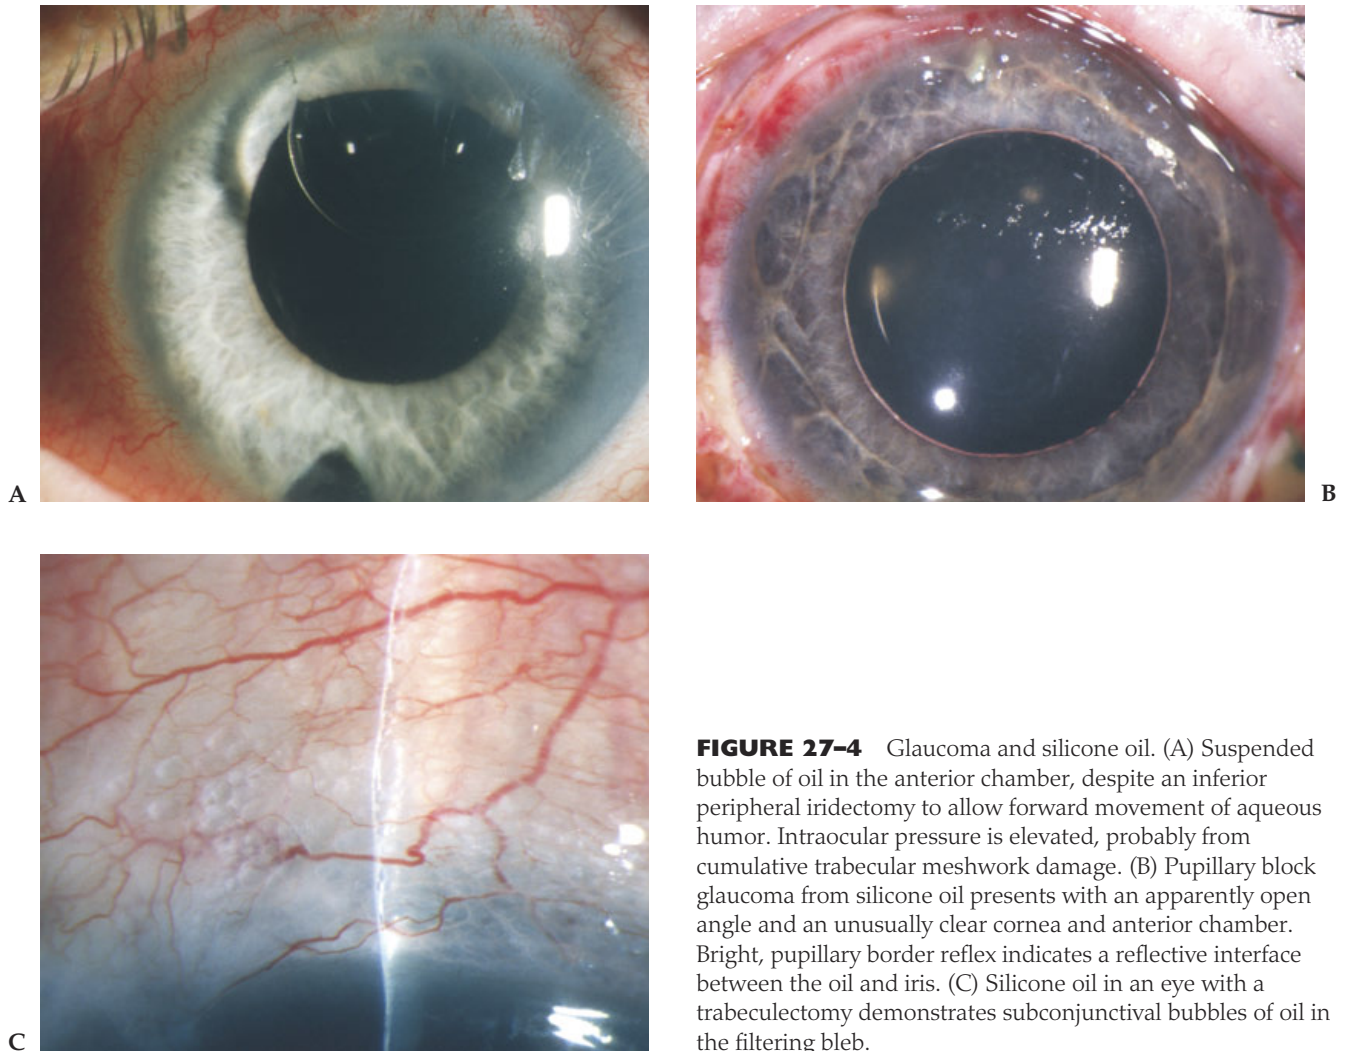 A
B
C
FIGURE 27–4 Glaucoma and silicone oil. (A) Suspended
bubble of oil in the anterior chamber, despite an inferior
peripheral iridectomy to allow forward movement of aqueous
humor. Intraocular pressure is elevated, probably from
cumulative trabecular meshwork damage. (B) Pupillary block
glaucoma from silicone oil presents with an apparently open
angle and an unusually clear cornea and anterior chamber.
Bright, pupillary border reflex indicates a reflective interface
between the oil and iris. (C) Silicone oil in an eye with a
trabeculectomy demonstrates subconjunctival bubbles of oil in
the filtering bleb.